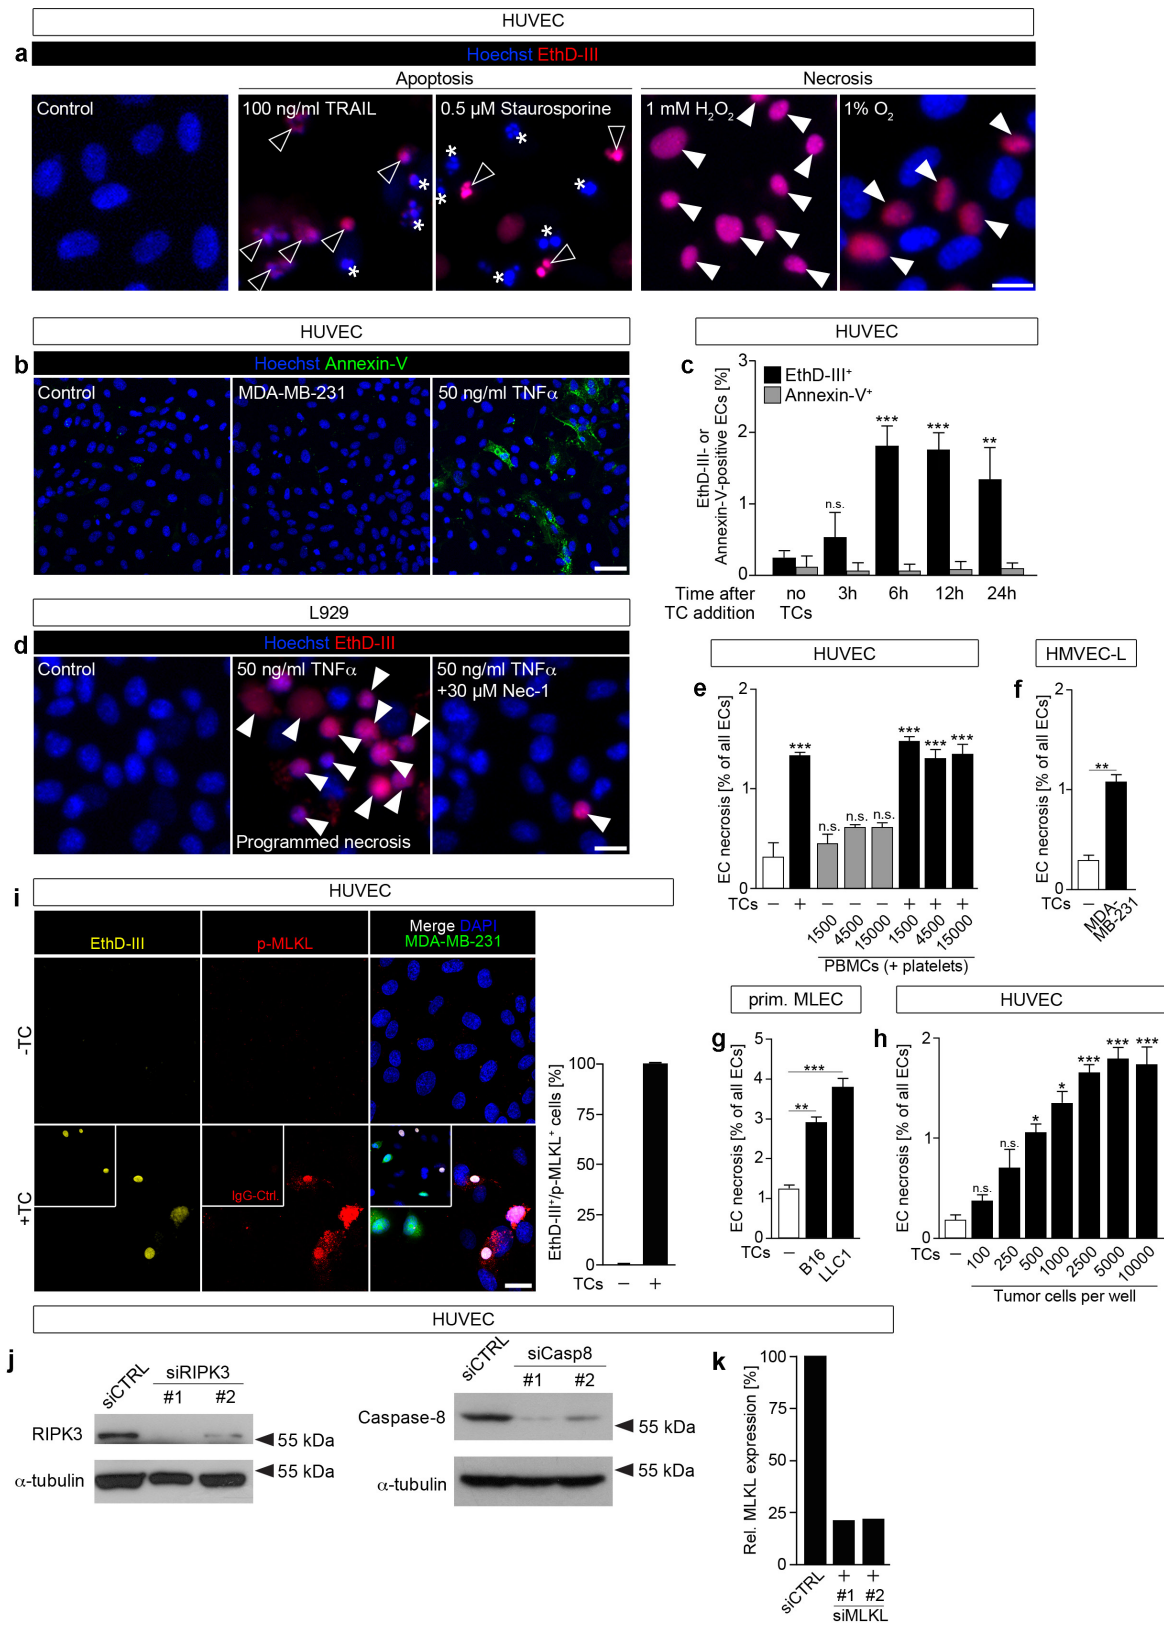 HUVEC
a
Hoechst EthD-III
Apoptosis
Necrosis
Control
100 ng/ml TRAIL
0.5 µM Staurosporine
1 mM H₂O₂
1% O₂
* * * * * * * * * *
HUVEC
b
Hoechst Annexin-V
Control
MDA-MB-231
50 ng/ml TNFα
HUVEC
c
EthD-III- or
Annexin-V-positive ECs [%]
3
2
1
0
EthD-III⁺
Annexin-V⁺
n.s.
***
***
**
Time after
TC addition
no
TCs
3h
6h
12h
24h
L929
d
Hoechst EthD-III
Control
50 ng/ml TNFα
Programmed necrosis
50 ng/ml TNFα
+30 µM Nec-1
HUVEC
e
EC necrosis [% of all ECs]
2
1
0
***
n.s.
n.s.
n.s.
***
***
***
TCs
– + – – – + + +
1500
4500
15000
1500
4500
15000
PBMCs (+ platelets)
HMVEC-L
f
EC necrosis [% of all ECs]
2
1
0
**
TCs
–
MDA-
MB-231
prim. MLEC
g
EC necrosis [% of all ECs]
5
4
3
2
1
0
**
***
TCs
–
B16
LLC1
HUVEC
h
EC necrosis [% of all ECs]
2
1
0
n.s.
n.s.
*
*
***
***
***
TCs
–
100
250
500
1000
2500
5000
10000
Tumor cells per well
HUVEC
i
EthD-III
p-MLKL
Merge DAPI
MDA-MB-231
-TC
+TC
IgG-Ctrl.
EthD-III⁺/p-MLKL⁺ cells [%]
100
75
50
25
0
TCs
– +
HUVEC
j
siCTRL
siRIPK3
#1
#2
RIPK3
55 kDa
α-tubulin
55 kDa
siCTRL
siCasp8
#1
#2
Caspase-8
55 kDa
α-tubulin
55 kDa
k
Rel. MLKL expression [%]
100
75
50
25
0
siCTRL
+ +
#1 #2
siMLKL